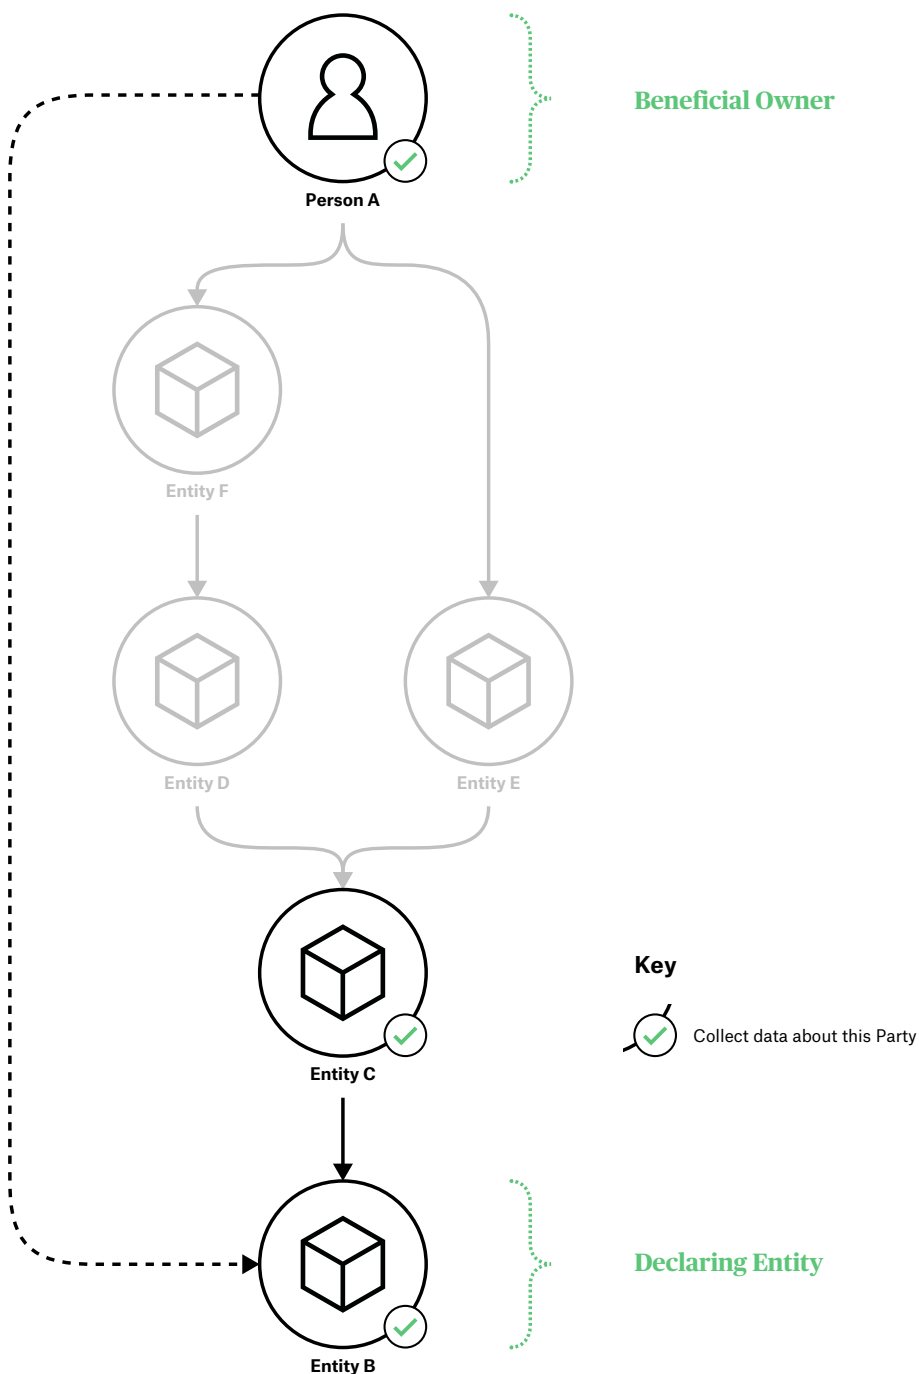 Beneficial Owner
Person A
Entity F
Entity D
Entity E
Key
Collect data about this Party
Entity C
Declaring Entity
Entity B